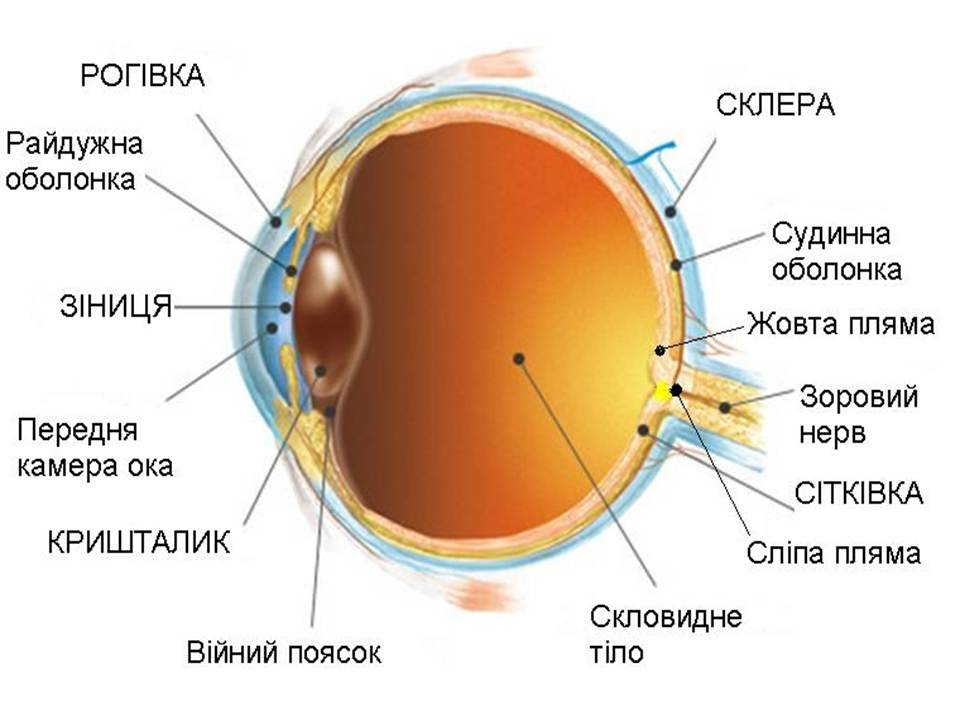 РОГІВКА
Райдужна
оболонка
ЗІНИЦЯ
Передня
камера ока
КРИШТАЛИК
Війний поясок
СКЛЕРА
Судинна
оболонка
Жовта пляма
Зоровий
нерв
СІТКІВКА
Сліпа пляма
Скловидне
тіло